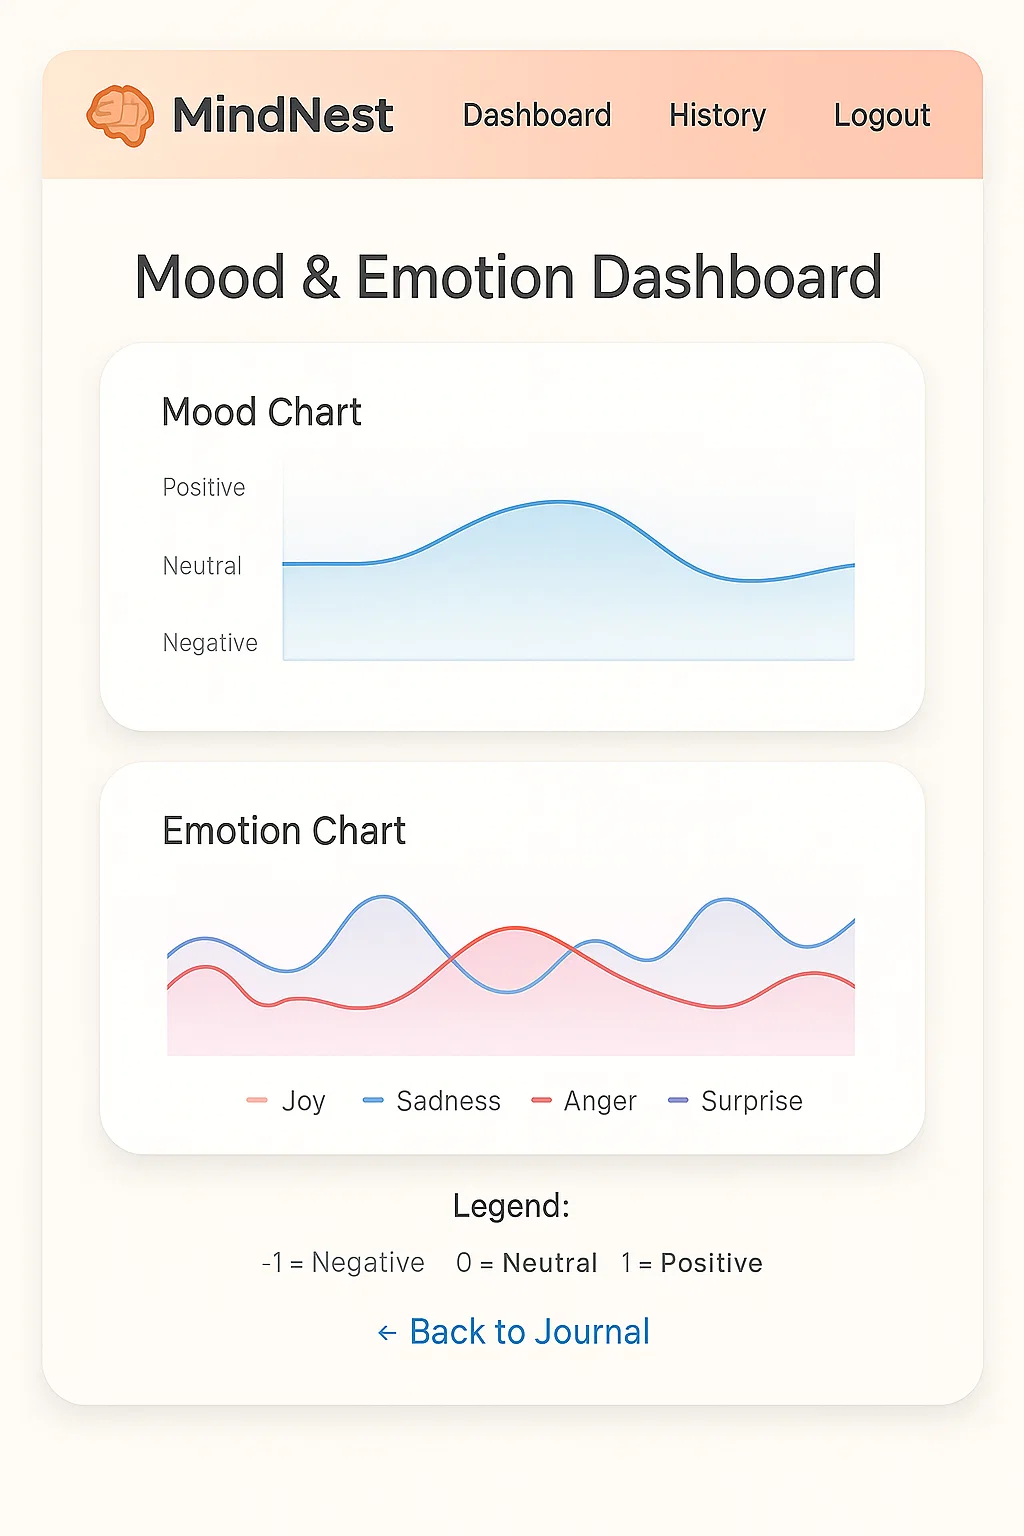 MindNest Dashboard History Logout
Mood & Emotion Dashboard
Mood Chart
Positive
Neutral
Negative
Emotion Chart
Joy Sadness Anger Surprise
Legend:
-1 = Negative 0 = Neutral 1 = Positive
← Back to Journal